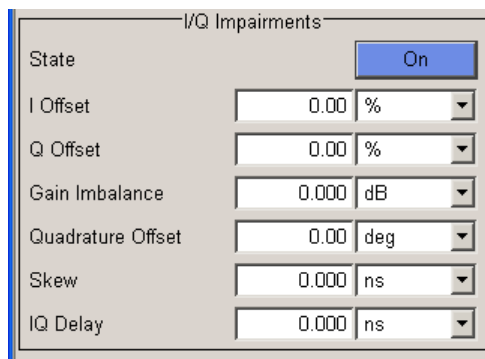 I/Q Impairments
State On
I Offset 0.00 %
Q Offset 0.00 %
Gain Imbalance 0.000 dB
Quadrature Offset 0.00 deg
Skew 0.000 ns
IQ Delay 0.000 ns